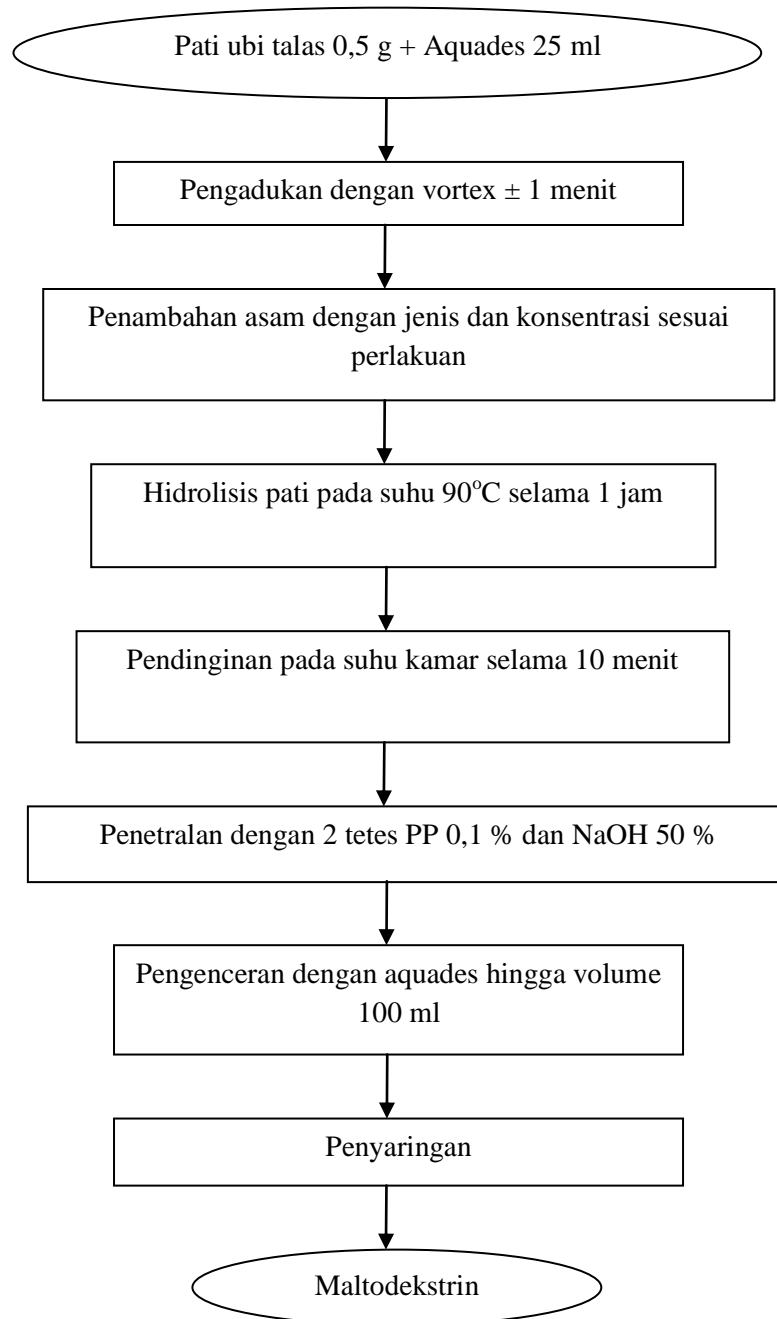 Pati ubi talas 0,5 g + Aquades 25 ml
Pengadukan dengan vortex ± 1 menit
Penambahan asam dengan jenis dan konsentrasi sesuai
perlakuan
Hidrolisis pati pada suhu 90°C selama 1 jam
Pendinginan pada suhu kamar selama 10 menit
Penetralan dengan 2 tetes PP 0,1 % dan NaOH 50 %
Pengenceran dengan aquades hingga volume
100 ml
Penyaringan
Maltodekstrin